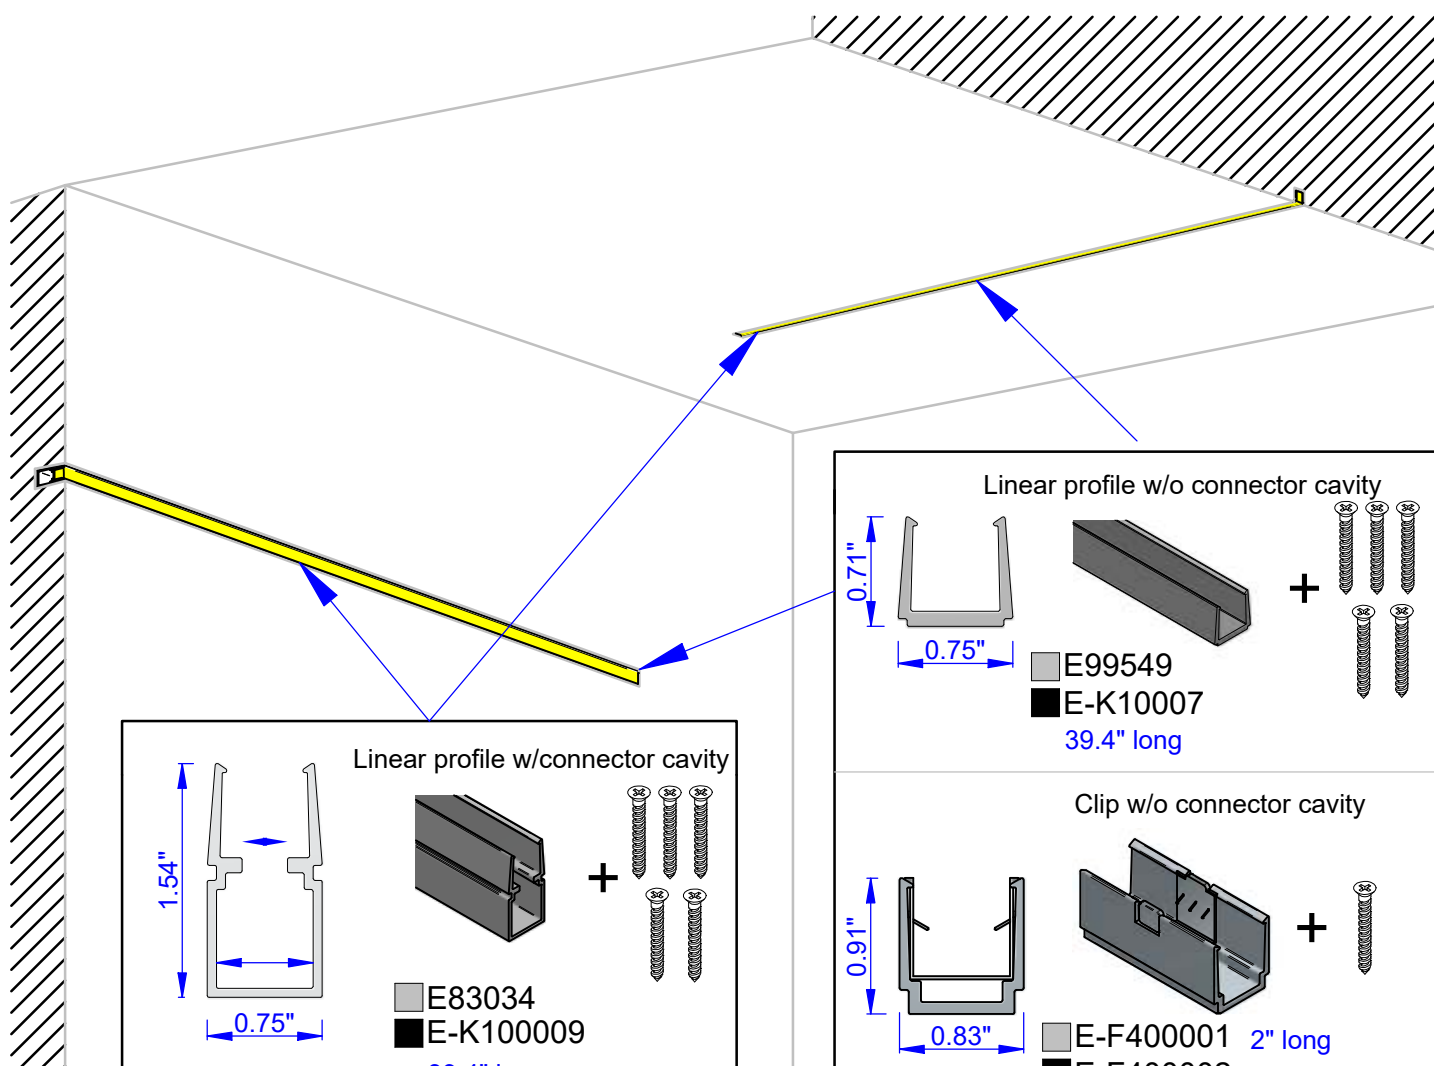 Linear profile w/o connector cavity
0.71"
+
0.75"
E99549
E-K10007
39.4" long
Linear profile w/connector cavity
1.54"
+
0.75"
E83034
E-K100009
Clip w/o connector cavity
0.91"
+
0.83"
E-F400001 2" long